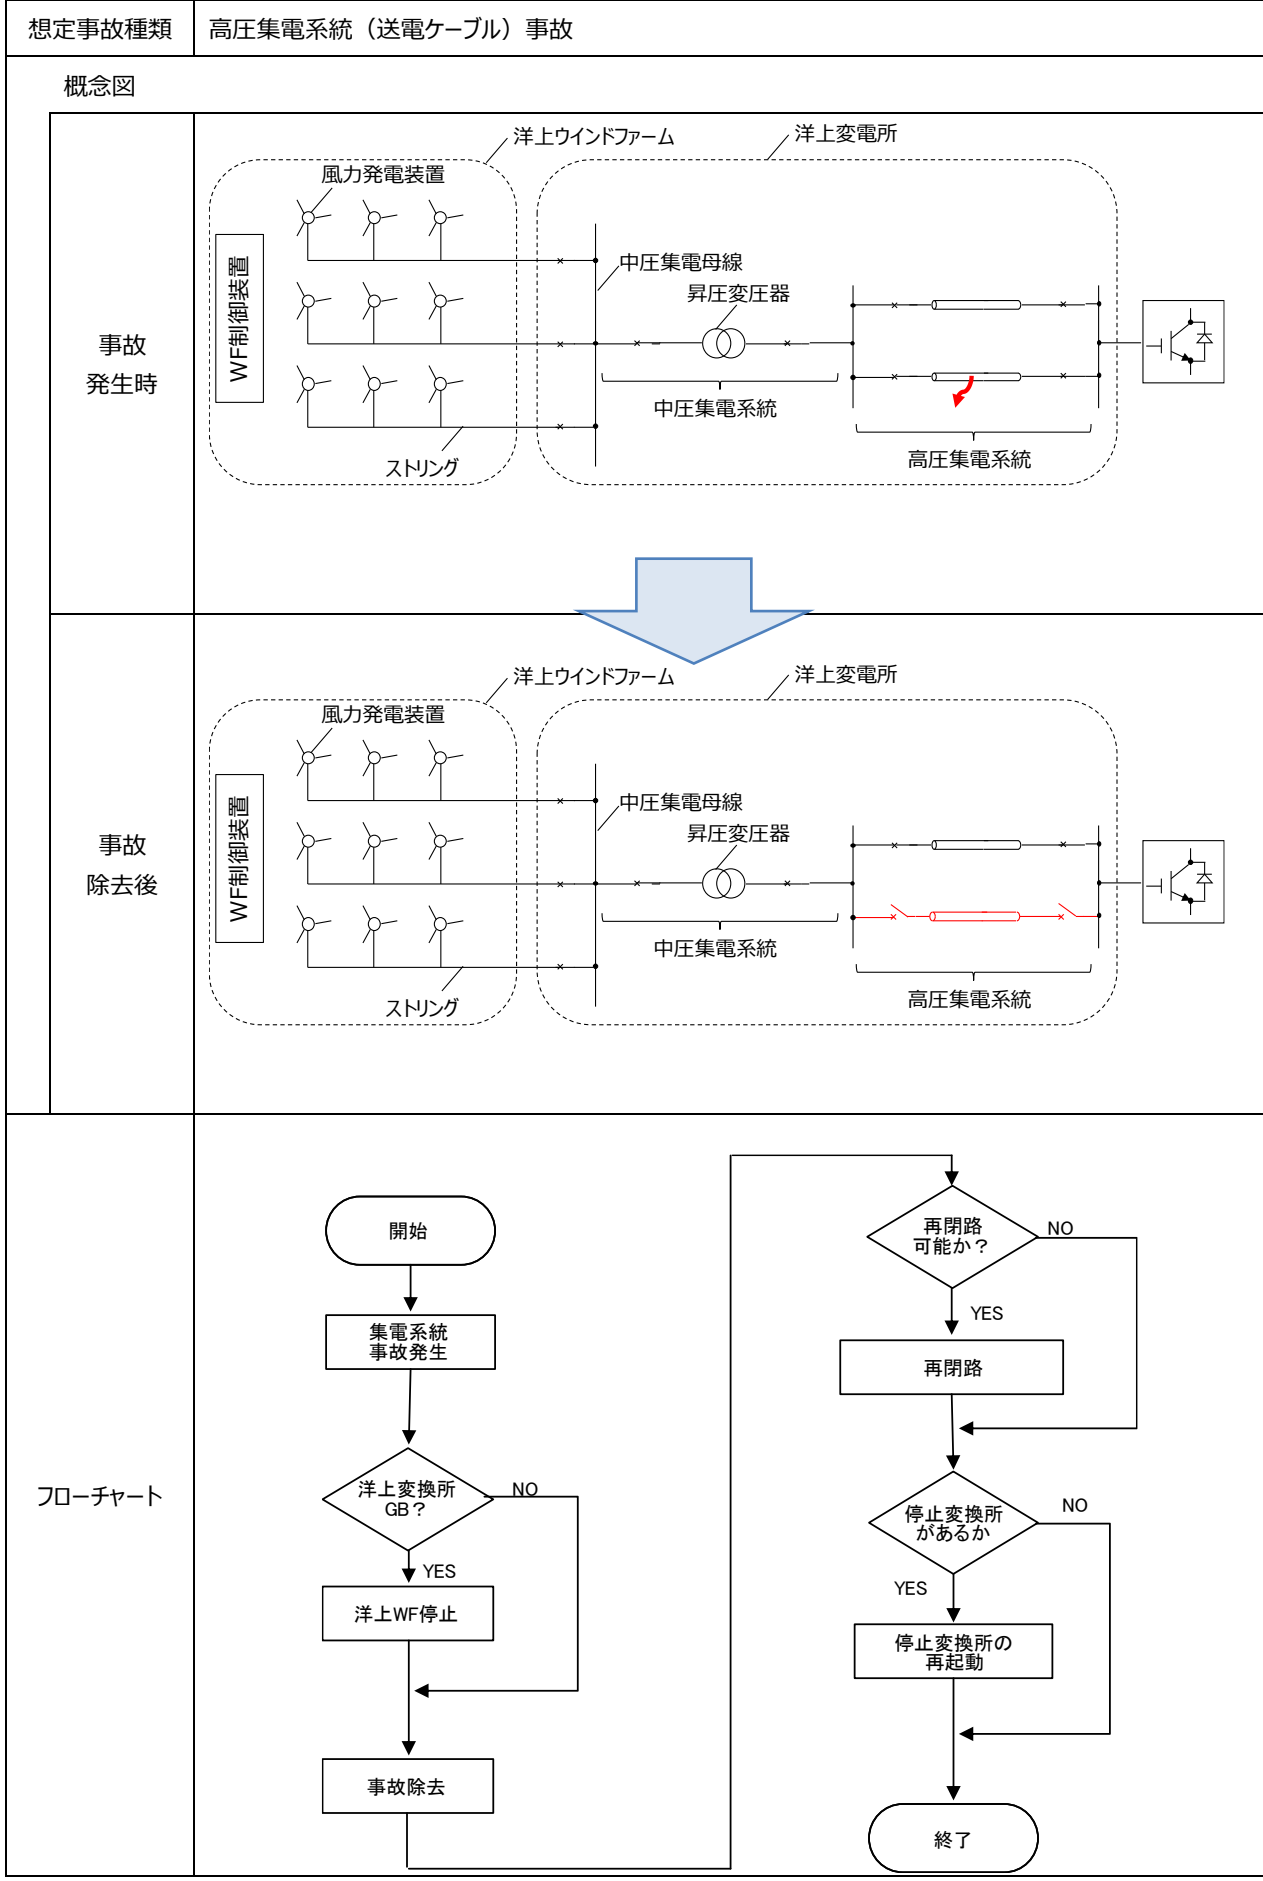 想定事故種類
高圧集電系統（送電ケーブル）事故
概念図
事故
発生時
洋上ウインドファーム
洋上変電所
風力発電装置
WF制御装置
中圧集電母線
昇圧変圧器
中圧集電系統
高圧集電系統
ストリング
事故
除去後
洋上ウインドファーム
洋上変電所
風力発電装置
WF制御装置
中圧集電母線
昇圧変圧器
中圧集電系統
高圧集電系統
ストリング
フローチャート
開始
集電系統
事故発生
洋上変換所
GB？
NO
YES
洋上WF停止
事故除去
再閉路
可能か？
NO
YES
再閉路
停止変換所
があるか
NO
YES
停止変換所の
再起動
終了